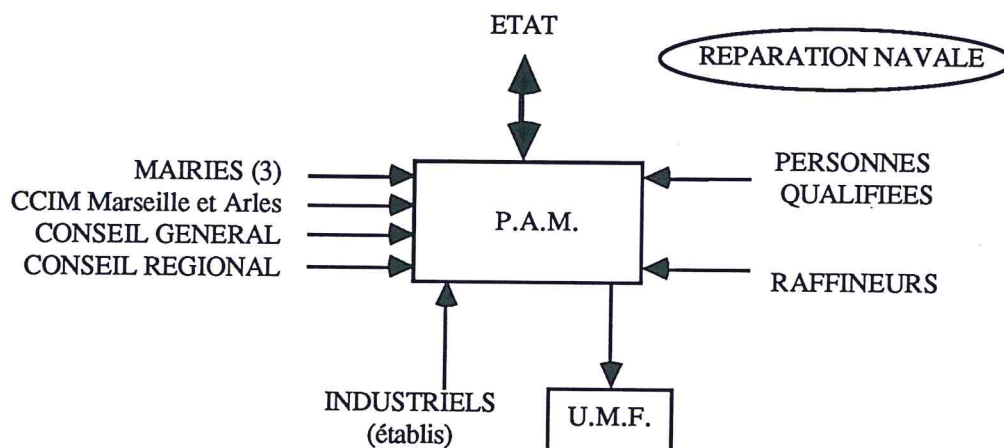 ETAT
REPARATION NAVALE
MAIRIES (3)
CCIM Marseille et Arles
CONSEIL GENERAL
CONSEIL REGIONAL
P.A.M.
PERSONNES
QUALIFIEES
RAFFINEURS
INDUSTRIELS
(établis)
U.M.F.